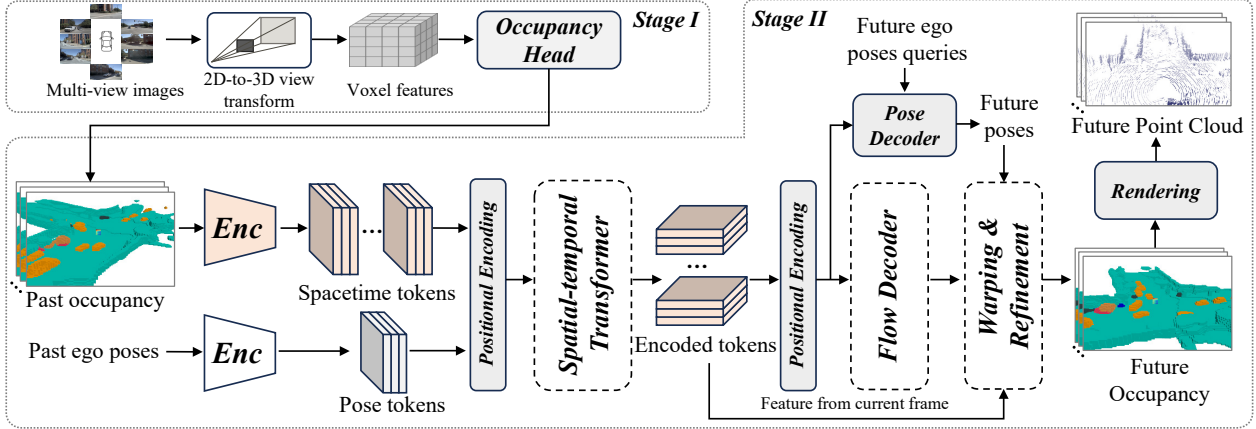 Stage I
Multi-view images
2D-to-3D view
transform
Voxel features
Occupancy
Head
Stage II
Future ego
poses queries
Pose
Decoder
Future
poses
Future Point Cloud
Rendering
Past occupancy
Enc
Spacetime tokens
Past ego poses
Enc
Pose tokens
Positional Encoding
Spatial-temporal
Transformer
...
...
Encoded tokens
Positional Encoding
Flow Decoder
Warping &
Refinement
Feature from current frame
Future
Occupancy